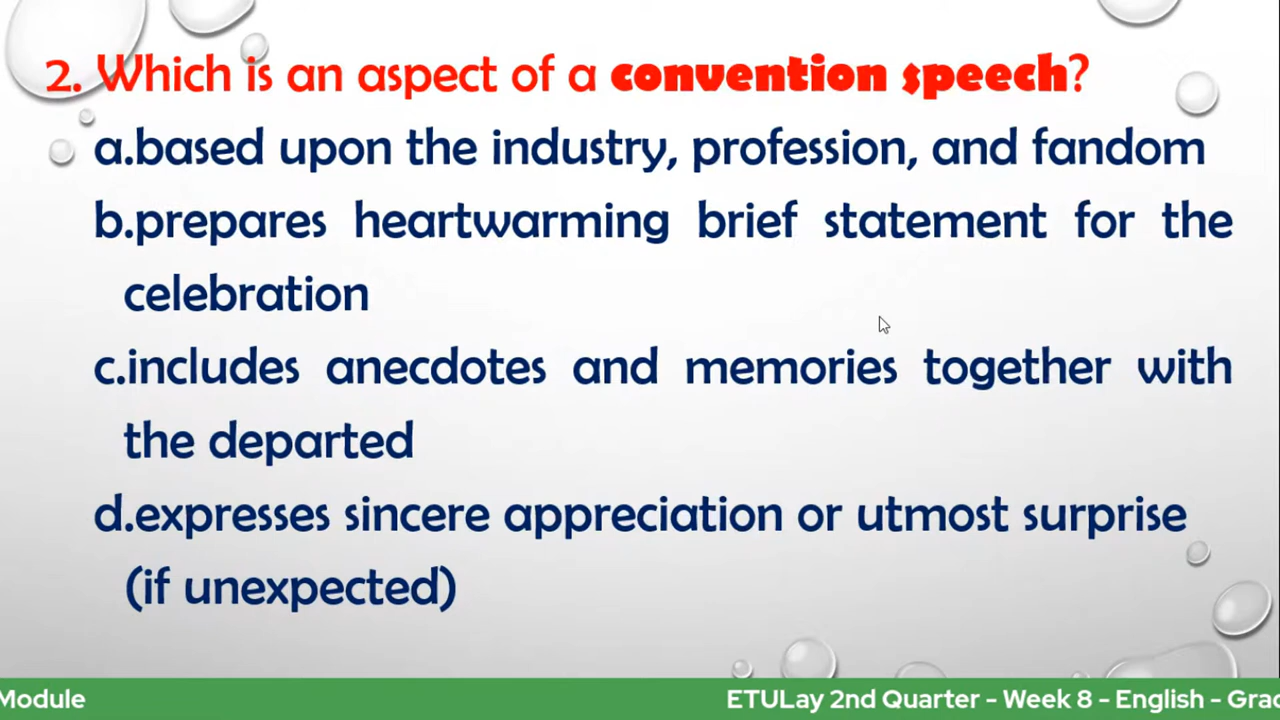 2. Which is an aspect of a convention speech?
a.based upon the industry, profession, and fandom
b.prepares heartwarming brief statement for the
celebration
c.includes anecdotes and memories together with
the departed
d.expresses sincere appreciation or utmost surprise
(if unexpected)
Module ETULay 2nd Quarter - Week 8 - English - Grad